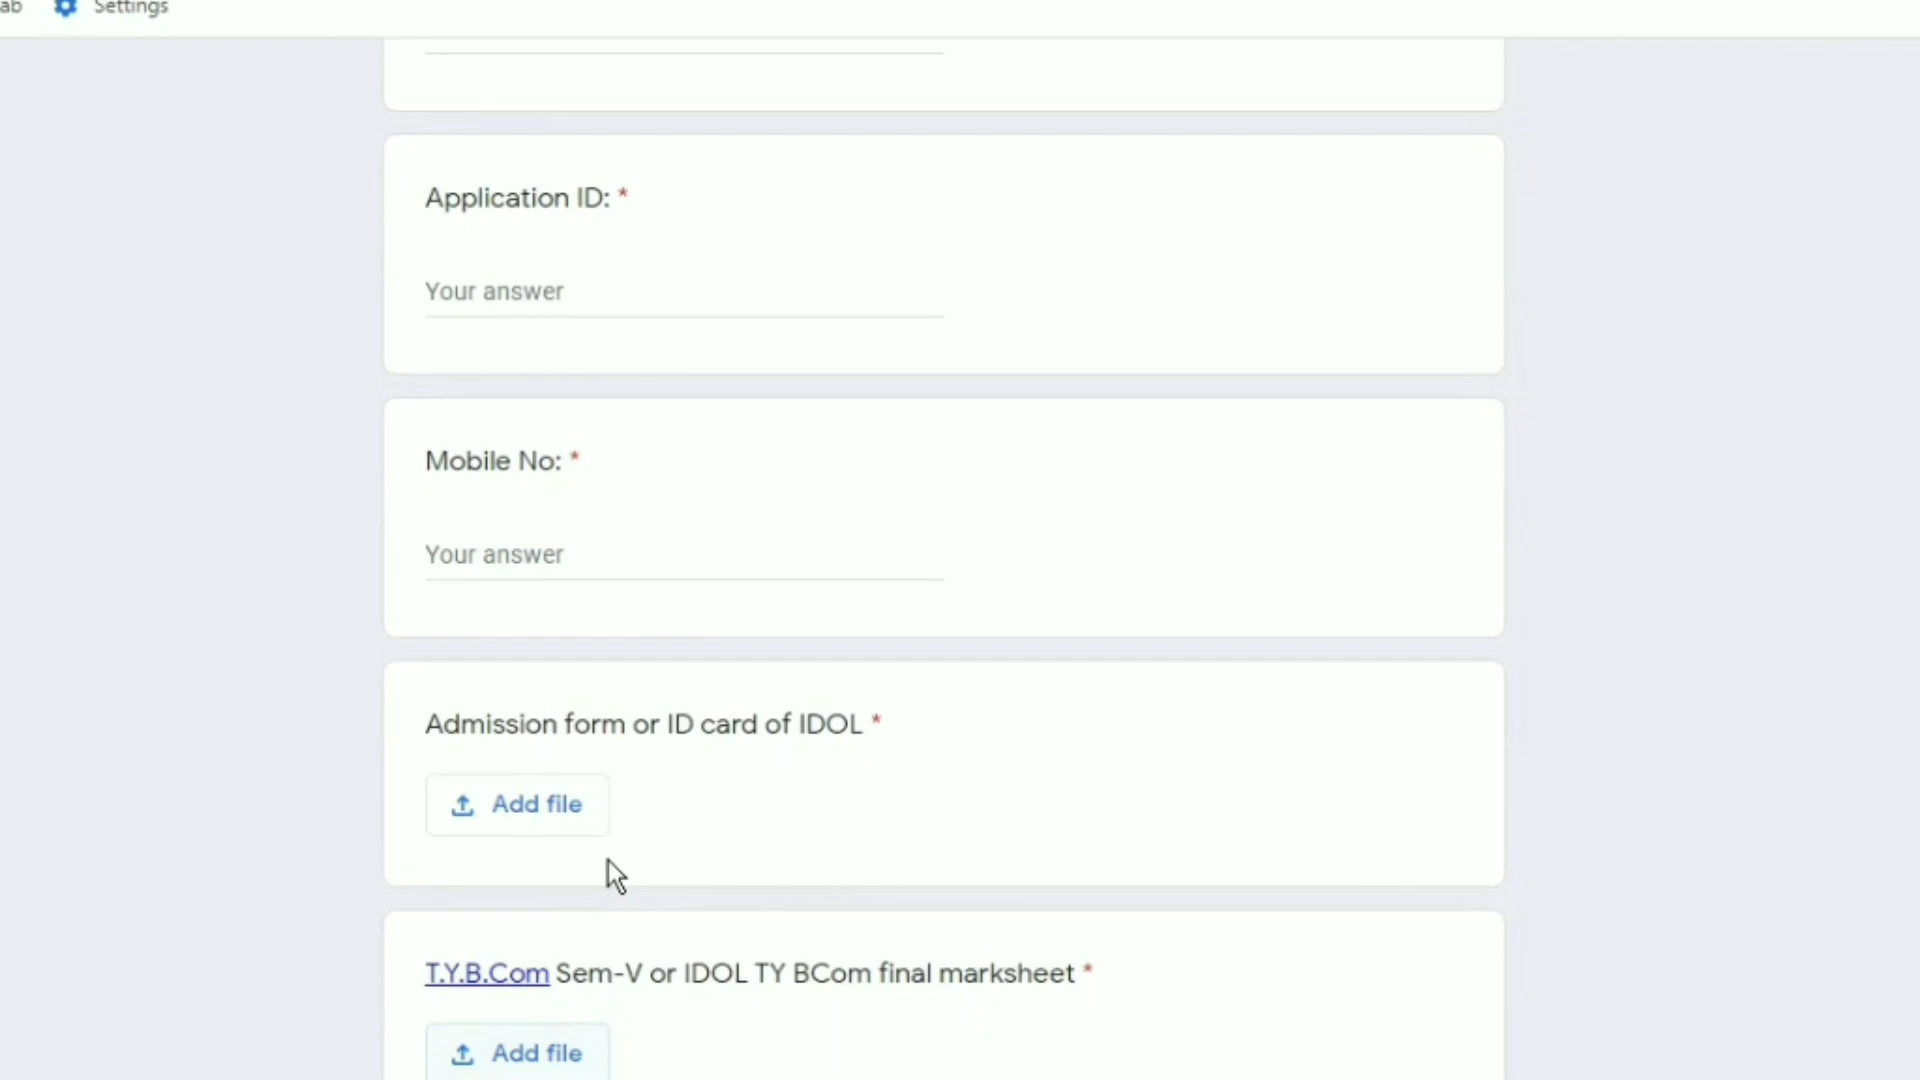 ab Settings
Application ID: *
Your answer
Mobile No: *
Your answer
Admission form or ID card of IDOL *
Add file
T.Y.B.Com Sem-V or IDOL TY BCom final marksheet *
Add file